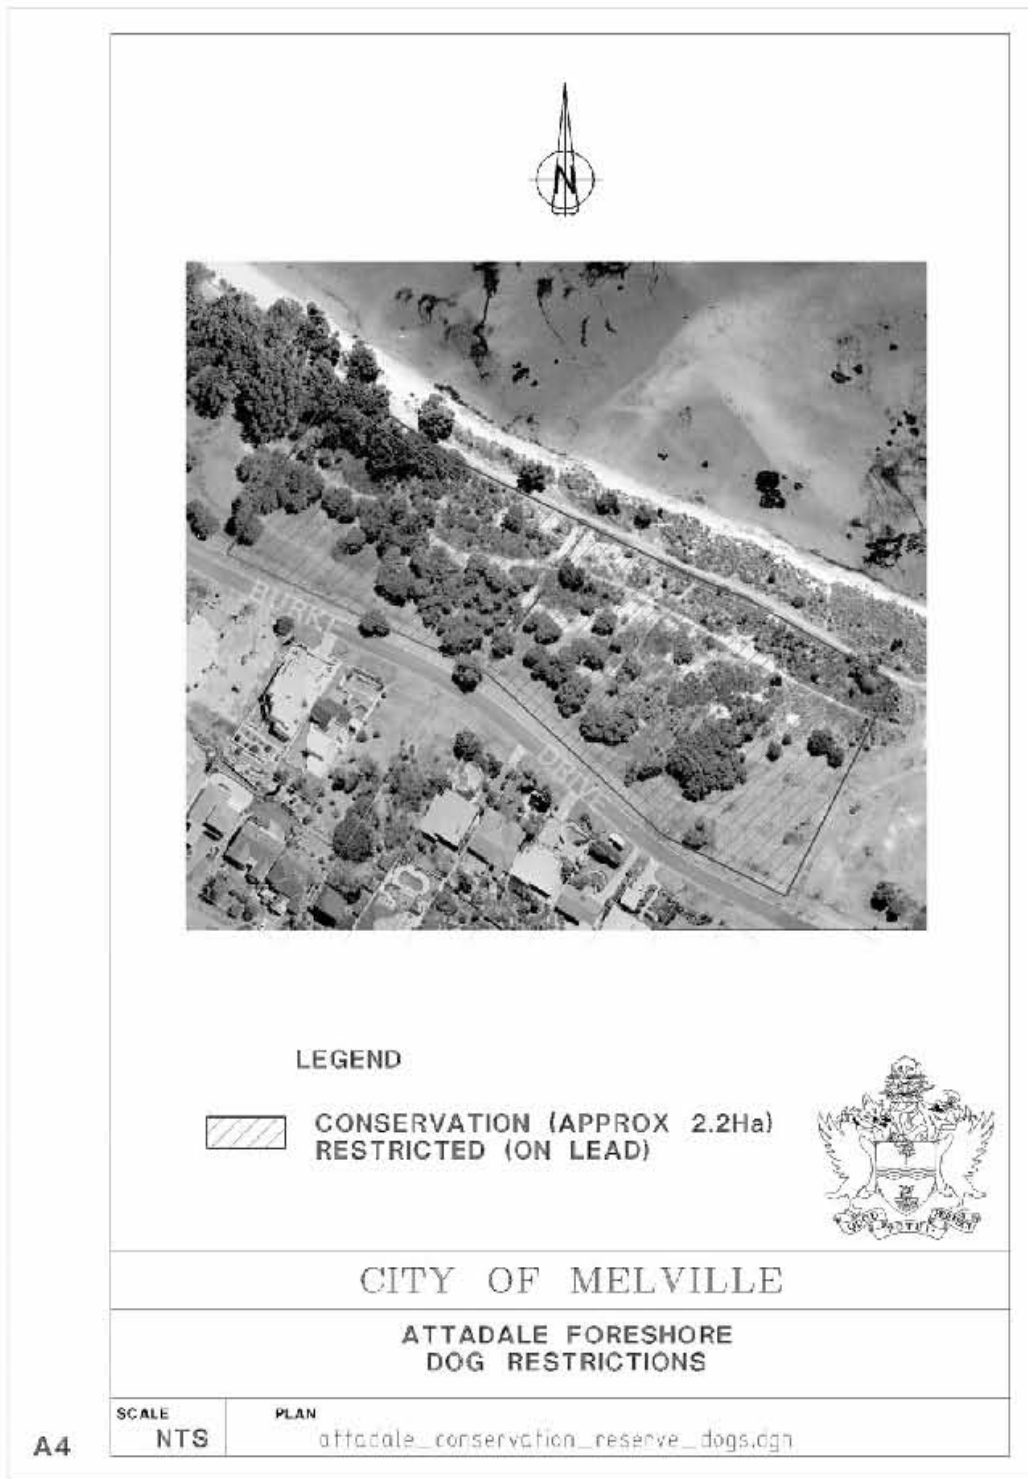 N
BURKE
DRIVE
LEGEND
CONSERVATION (APPROX 2.2Ha)
RESTRICTED (ON LEAD)
CITY OF MELVILLE
ATTADALE FORESHORE
DOG RESTRICTIONS
SCALE
PLAN
NTS
attadale_conservation_reserve_dogs.dgn
A4